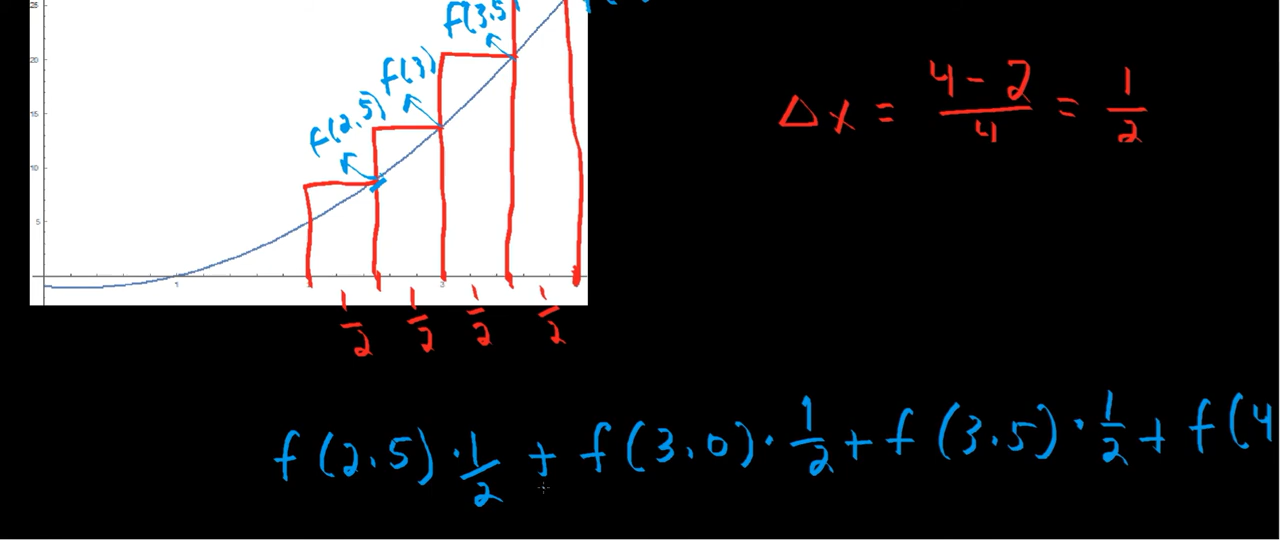 25
f(3.5)
20
f(3)
Δx = (4 - 2)/4 = 1/2
15
f(2.5)
10
5
1 3
1/2 1/2 1/2 1/2
f(2.5) · 1/2 + f(3.0) · 1/2 + f(3.5) · 1/2 + f(4